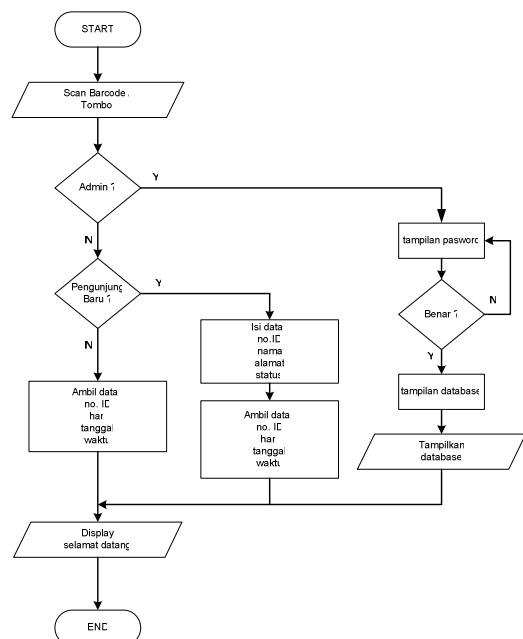 START
Scan Barcode ,
Tombo
Admin ?
Y
N
tampilan pasword
Pengunjung
Baru ?
Y
N
Benar ?
N
Y
Isi data
no.ID
nama
alamat
status
Ambil data
no. ID
har
tanggal
waktu
Ambil data
no. ID
har
tanggal
waktu
tampilan database
Tampilkan
database
Display
selamat datang
END